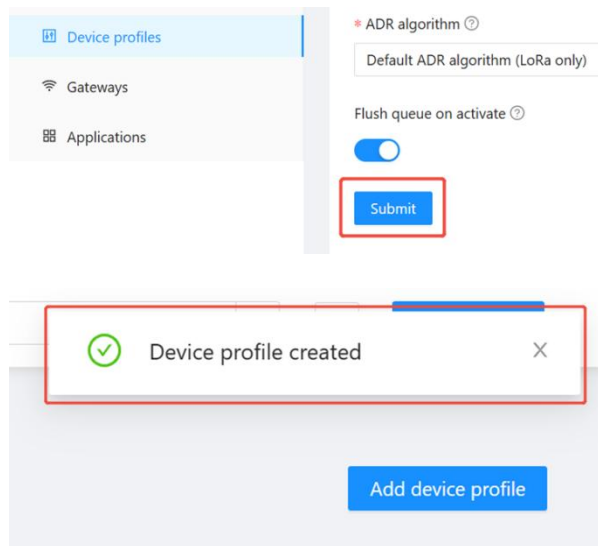 Device profiles
Gateways
Applications
* ADR algorithm
Default ADR algorithm (LoRa only)
Flush queue on activate
Submit
Device profile created
Add device profile